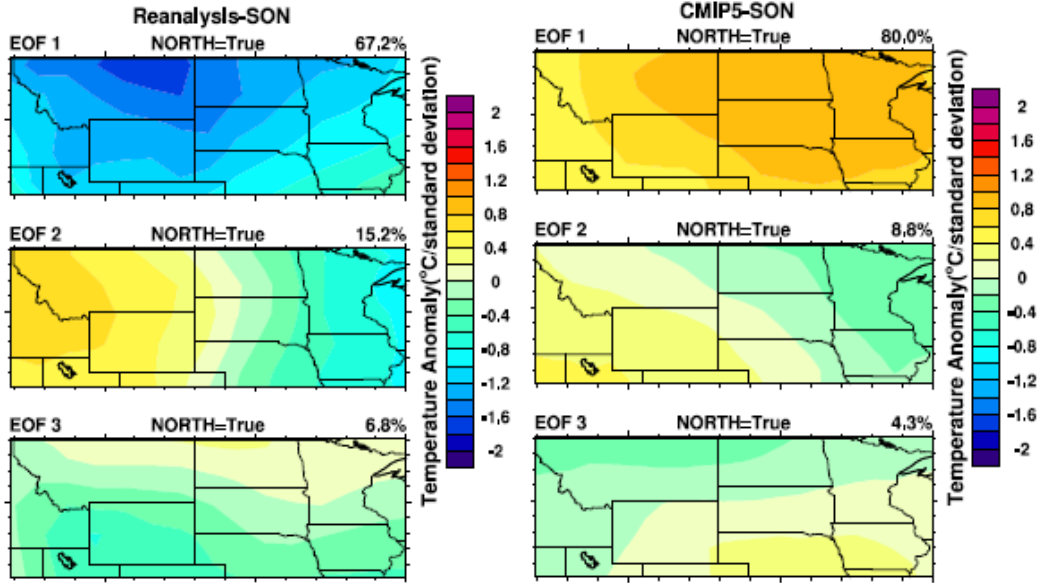 Reanalysis-SON
EOF 1 NORTH=True 67.2%
EOF 2 NORTH=True 15.2%
EOF 3 NORTH=True 6.8%
2
1.6
1.2
0.8
0.4
0
-0.4
-0.8
-1.2
-1.6
-2
Temperature Anomaly(°C/standard deviation)
CMIP5-SON
EOF 1 NORTH=True 80.0%
EOF 2 NORTH=True 8.8%
EOF 3 NORTH=True 4.3%
2
1.6
1.2
0.8
0.4
0
-0.4
-0.8
-1.2
-1.6
-2
Temperature Anomaly(°C/standard deviation)